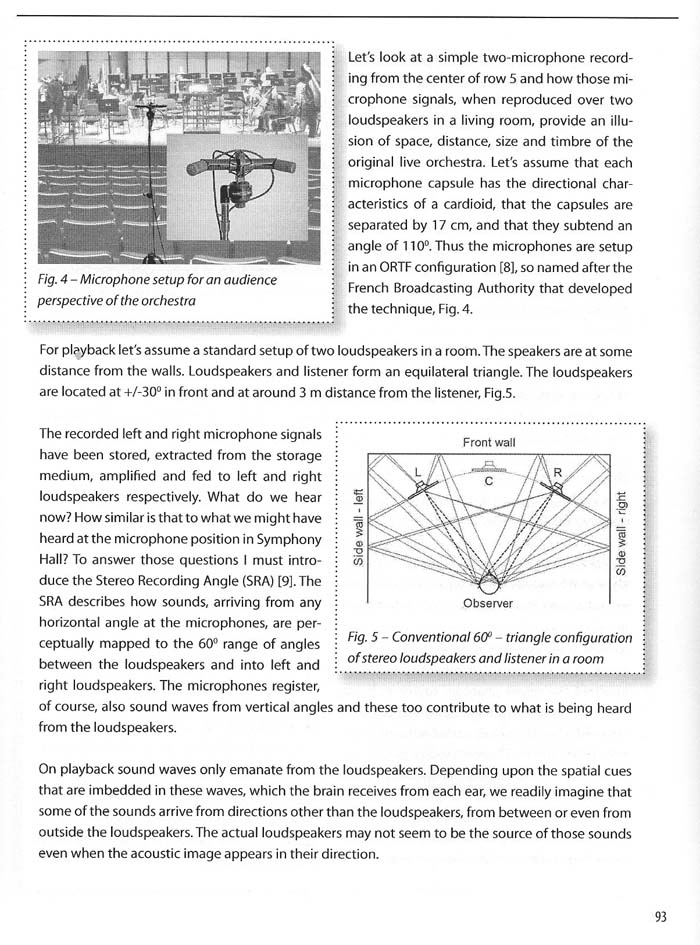 Let's look at a simple two-microphone record-
ing from the center of row 5 and how those mi-
crophone signals, when reproduced over two
loudspeakers in a living room, provide an illu-
sion of space, distance, size and timbre of the
original live orchestra. Let's assume that each
microphone capsule has the directional char-
acteristics of a cardioid, that the capsules are
separated by 17 cm, and that they subtend an
angle of 110⁰. Thus the microphones are setup
in an ORTF configuration [8], so named after the
French Broadcasting Authority that developed
the technique, Fig. 4.
Fig. 4 – Microphone setup for an audience
perspective of the orchestra
For playback let's assume a standard setup of two loudspeakers in a room. The speakers are at some
distance from the walls. Loudspeakers and listener form an equilateral triangle. The loudspeakers
are located at +/-30⁰ in front and at around 3 m distance from the listener, Fig.5.
The recorded left and right microphone signals
have been stored, extracted from the storage
medium, amplified and fed to left and right
loudspeakers respectively. What do we hear
now? How similar is that to what we might have
heard at the microphone position in Symphony
Hall? To answer those questions I must intro-
duce the Stereo Recording Angle (SRA) [9]. The
SRA describes how sounds, arriving from any
horizontal angle at the microphones, are per-
ceptually mapped to the 60⁰ range of angles
between the loudspeakers and into left and
right loudspeakers. The microphones register,
of course, also sound waves from vertical angles and these too contribute to what is being heard
from the loudspeakers.
Front wall
L
C
R
Side wall - left
Side wall - right
Observer
Fig. 5 – Conventional 60⁰ – triangle configuration
of stereo loudspeakers and listener in a room
On playback sound waves only emanate from the loudspeakers. Depending upon the spatial cues
that are imbedded in these waves, which the brain receives from each ear, we readily imagine that
some of the sounds arrive from directions other than the loudspeakers, from between or even from
outside the loudspeakers. The actual loudspeakers may not seem to be the source of those sounds
even when the acoustic image appears in their direction.
93